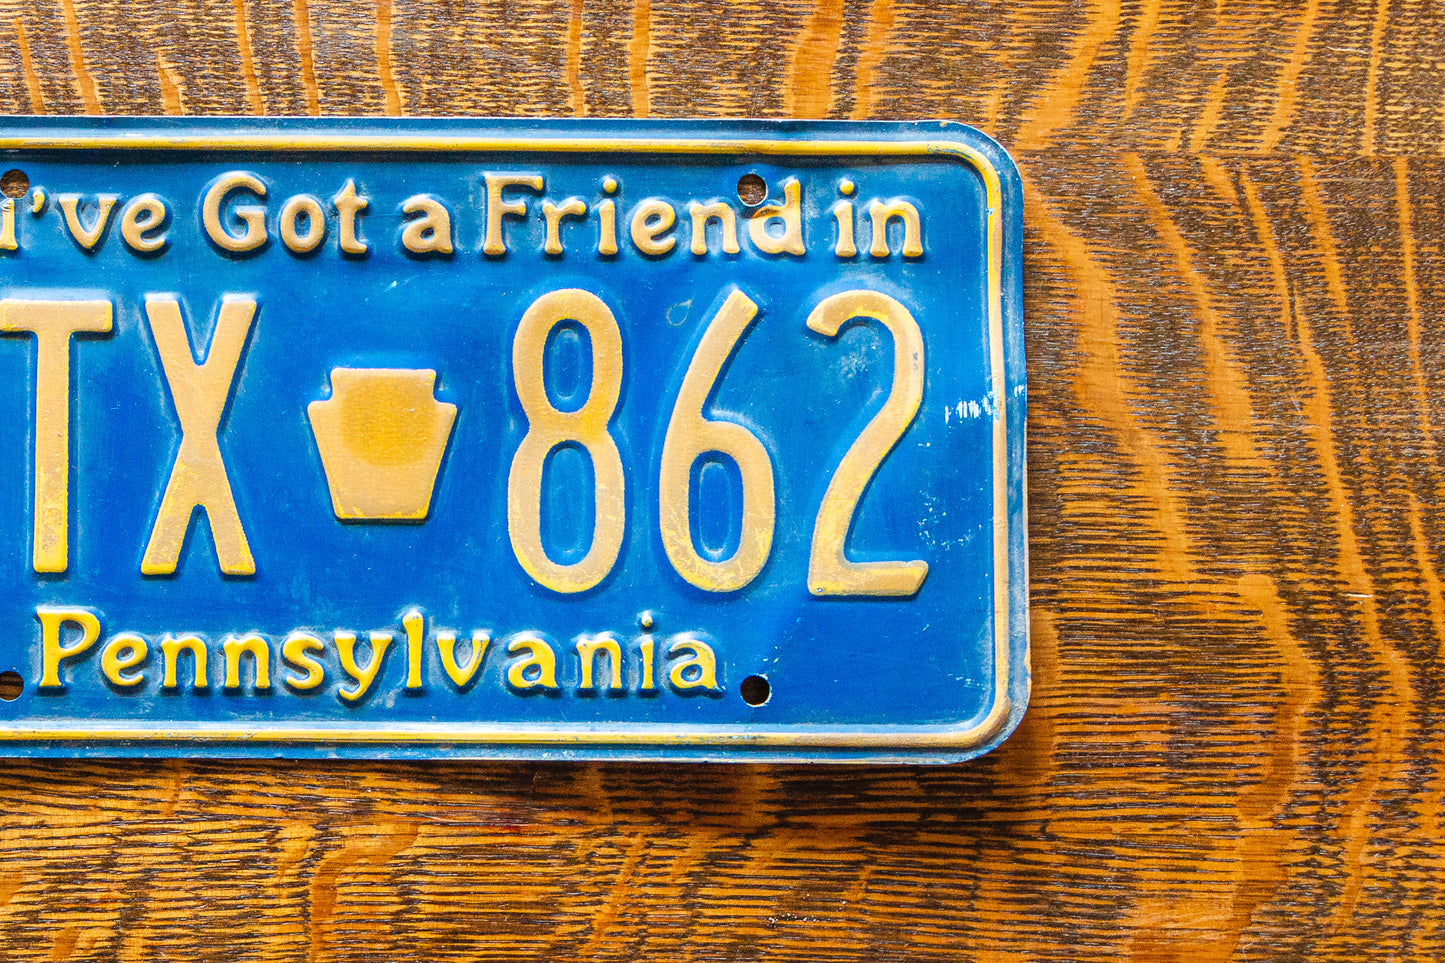 i've Got a Friend in
TX 862
Pennsylvania